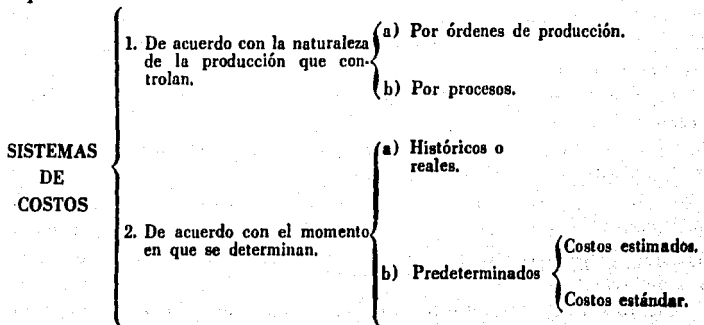 SISTEMAS
DE
COSTOS
1. De acuerdo con la naturaleza
de la producción que con-
trolan.
a) Por órdenes de producción.
b) Por procesos.
2. De acuerdo con el momento
en que se determinan.
a) Históricos o
reales.
b) Predeterminados
Costos estimados.
Costos estándar.